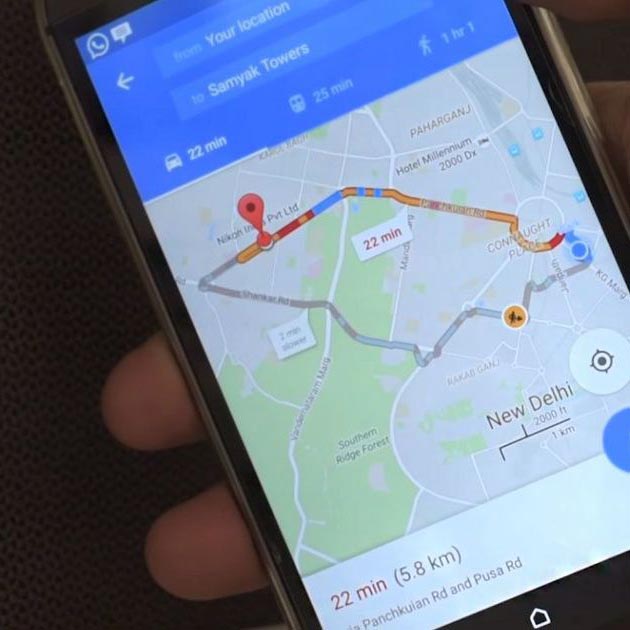 from Your location
to Samyak Towers
22 min
25 min
1 hr 1
PAHARGANJ
Hotel Millennium
2000 Dx
Pvt Ltd
22 min
CONNAUGHT
PLACE
KG Marg
Shankar Rd
2 min
slower
RAKAB GANJ
Vandemataram Marg
Southern
Ridge Forest
New Delhi
2000 ft
1 km
22 min (5.8 km)
Panchkuian Rd and Pusa Rd